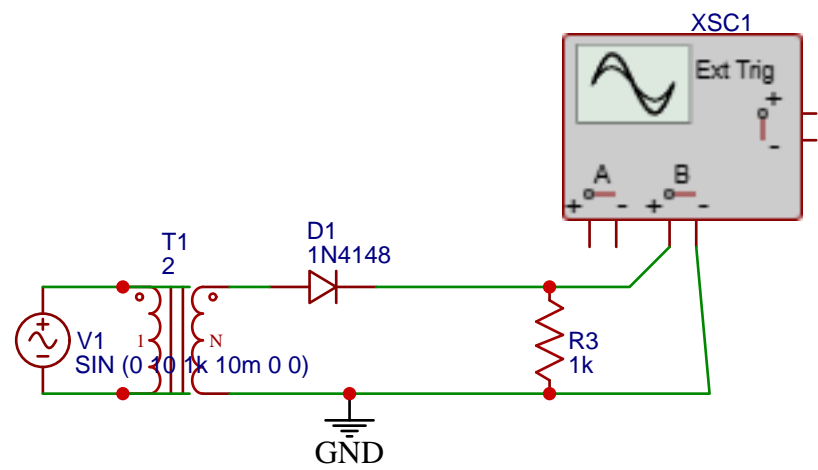 XSC1
Ext Trig
+
-
A
B
+ - + -
T1
2
D1
1N4148
1
N
V1
SIN (0 10 1k 10m 0 0)
R3
1k
GND